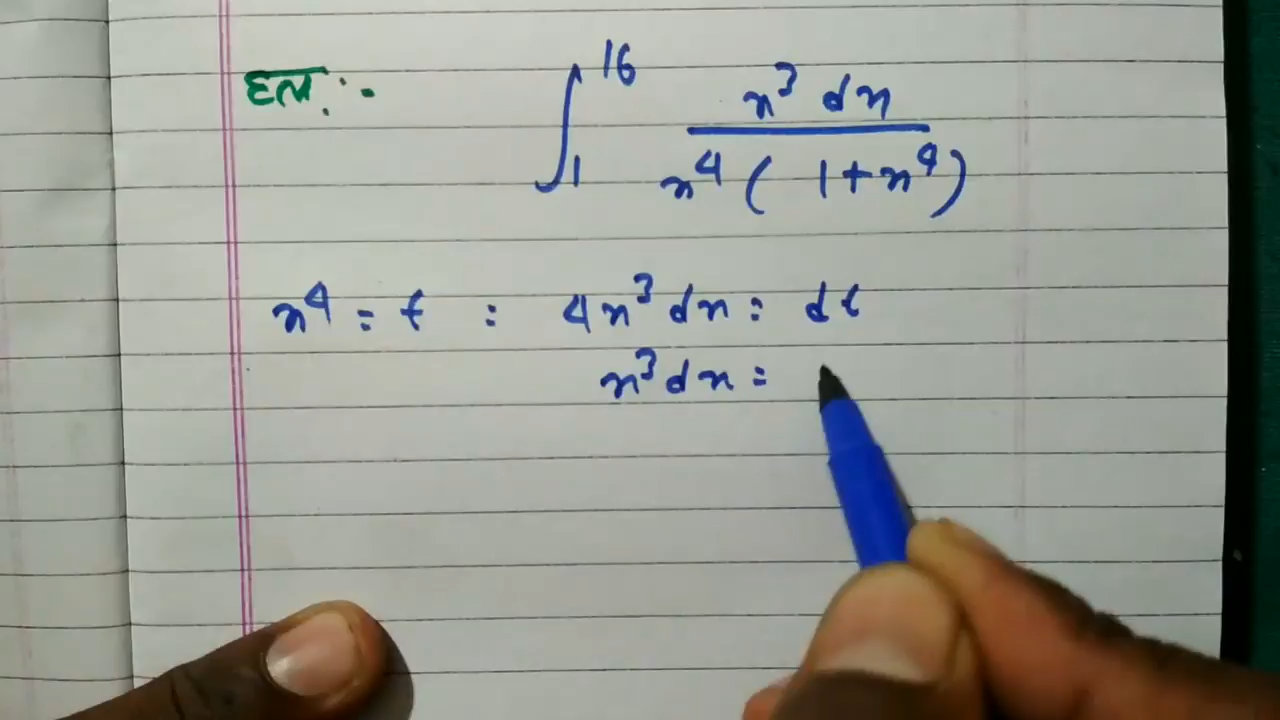 हल :-
∫₁¹⁶ x³ dx / x⁴ ( 1 + x⁴ )
x⁴ = t : 4x³ dx = dt
x³ dx =